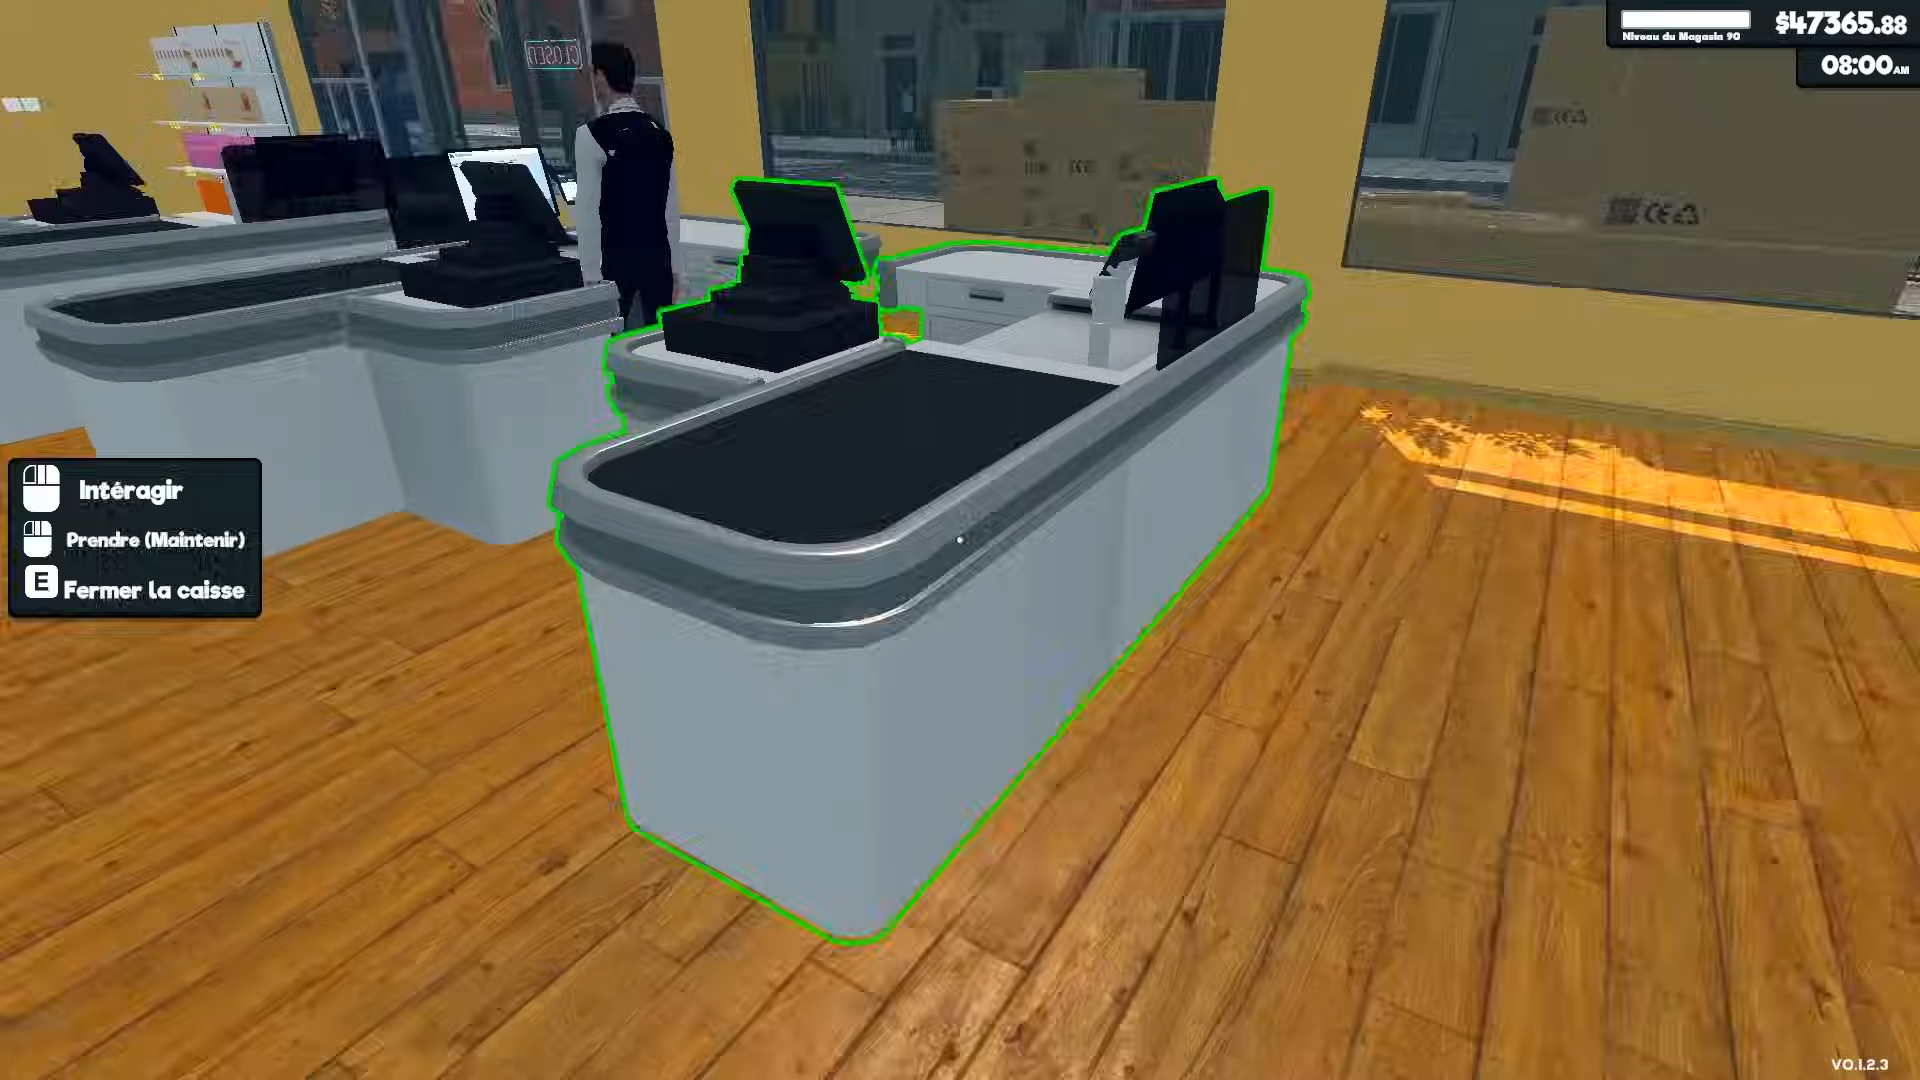 $47365.88
Niveau du Magasin 90
08:00AM
CLOSED
Intéragir
Prendre (Maintenir)
E Fermer la caisse
V0.1.2.3